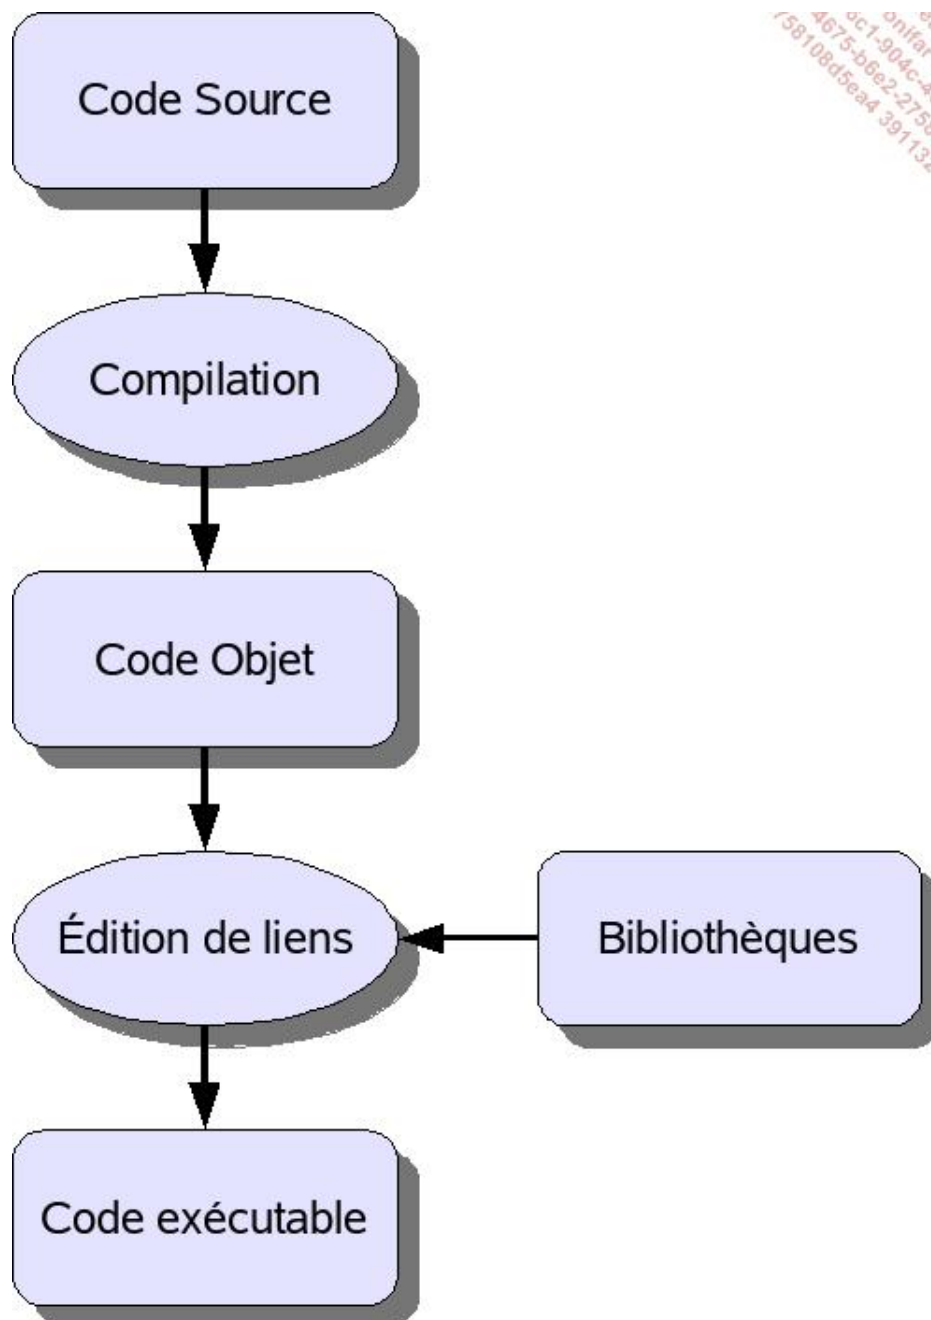 Code Source
Compilation
Code Objet
Édition de liens
Bibliothèques
Code exécutable